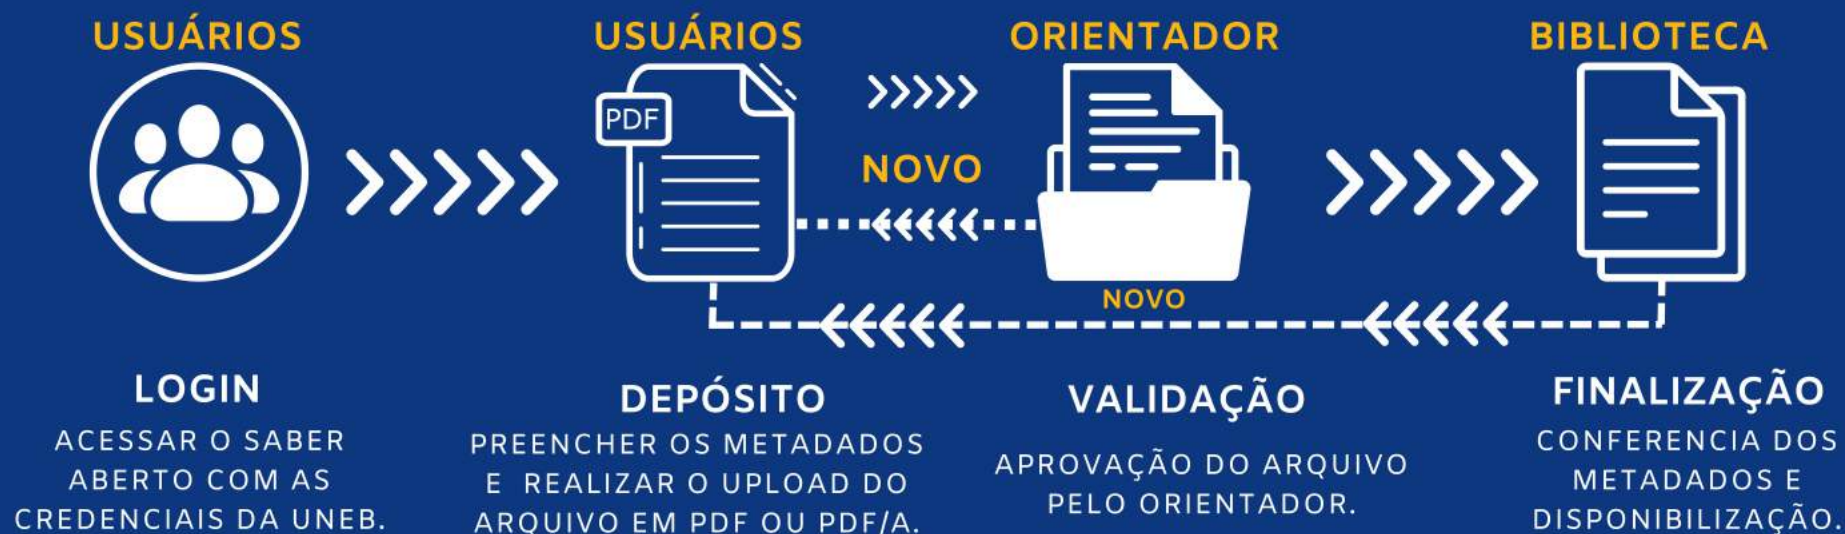 USUÁRIOS
USUÁRIOS
ORIENTADOR
BIBLIOTECA
PDF
NOVO
NOVO
LOGIN
ACESSAR O SABER
ABERTO COM AS
CREDENCIAIS DA UNEB.
DEPÓSITO
PREENCHER OS METADADOS
E REALIZAR O UPLOAD DO
ARQUIVO EM PDF OU PDF/A.
VALIDAÇÃO
APROVAÇÃO DO ARQUIVO
PELO ORIENTADOR.
FINALIZAÇÃO
CONFERENCIA DOS
METADADOS E
DISPONIBILIZAÇÃO.